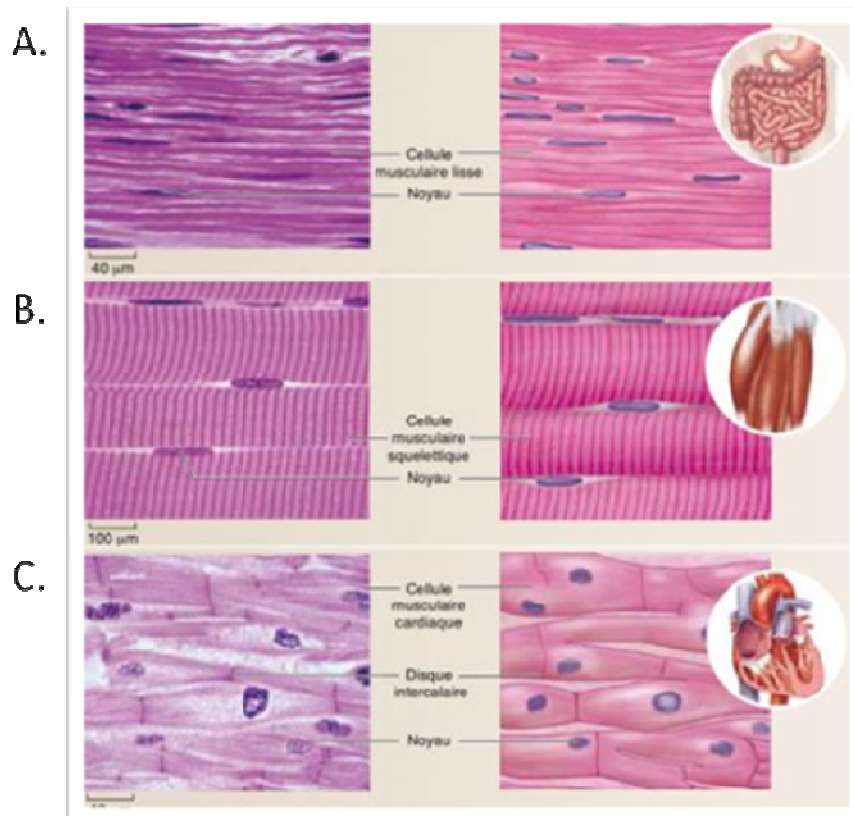 A.
Cellule
musculaire lisse
Noyau
40 µm
B.
Cellule
musculaire
squelettique
Noyau
100 µm
C.
Cellule
musculaire
cardiaque
Disque
intercalaire
Noyau